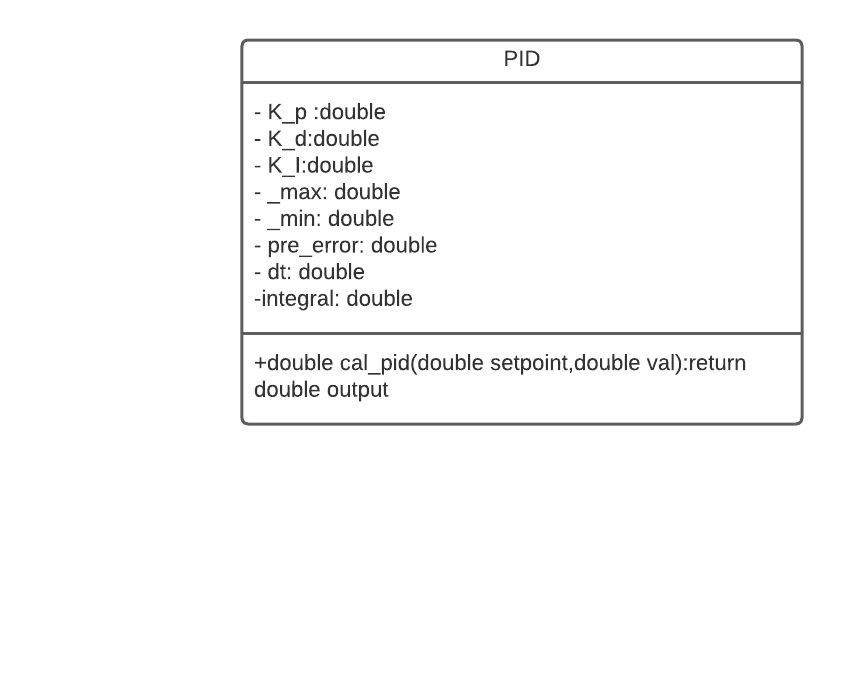 PID
- K_p :double
- K_d:double
- K_I:double
- _max: double
- _min: double
- pre_error: double
- dt: double
-integral: double
+double cal_pid(double setpoint,double val):return
double output